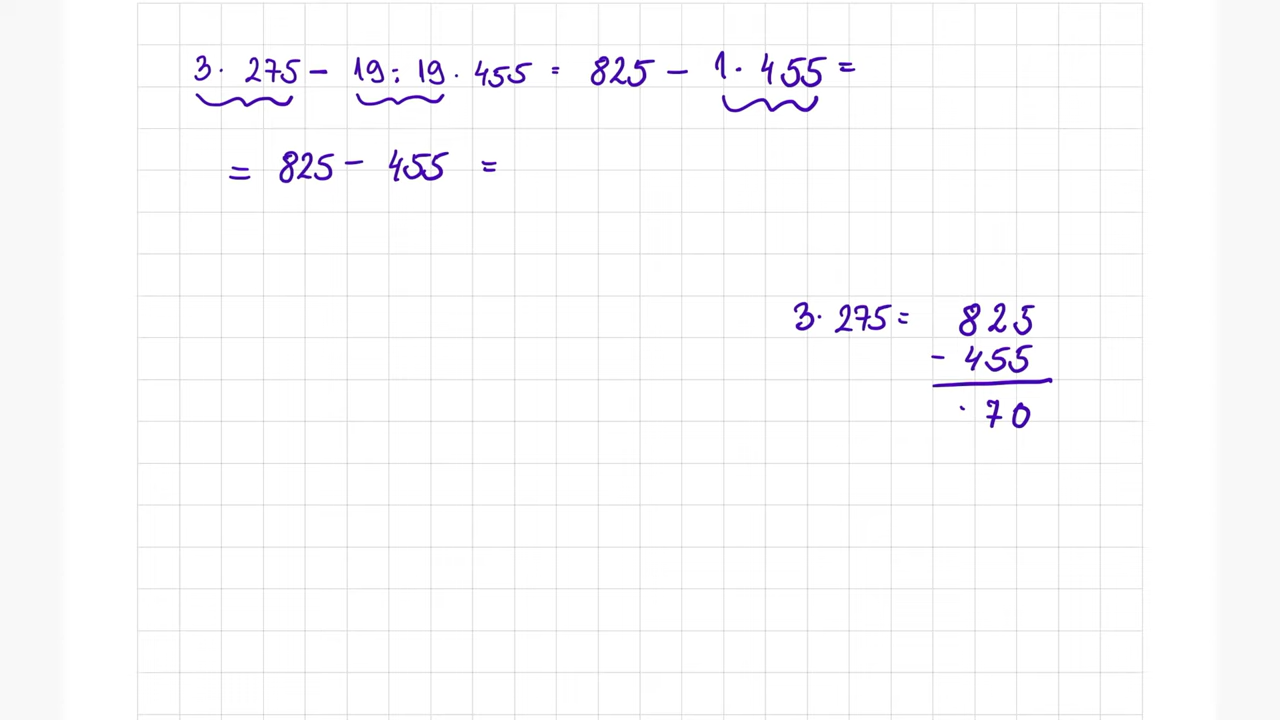 3 · 275 - 19 : 19 · 455 = 825 - 1 · 455 =
= 825 - 455 =
3 · 275 = 825
- 455
· 70